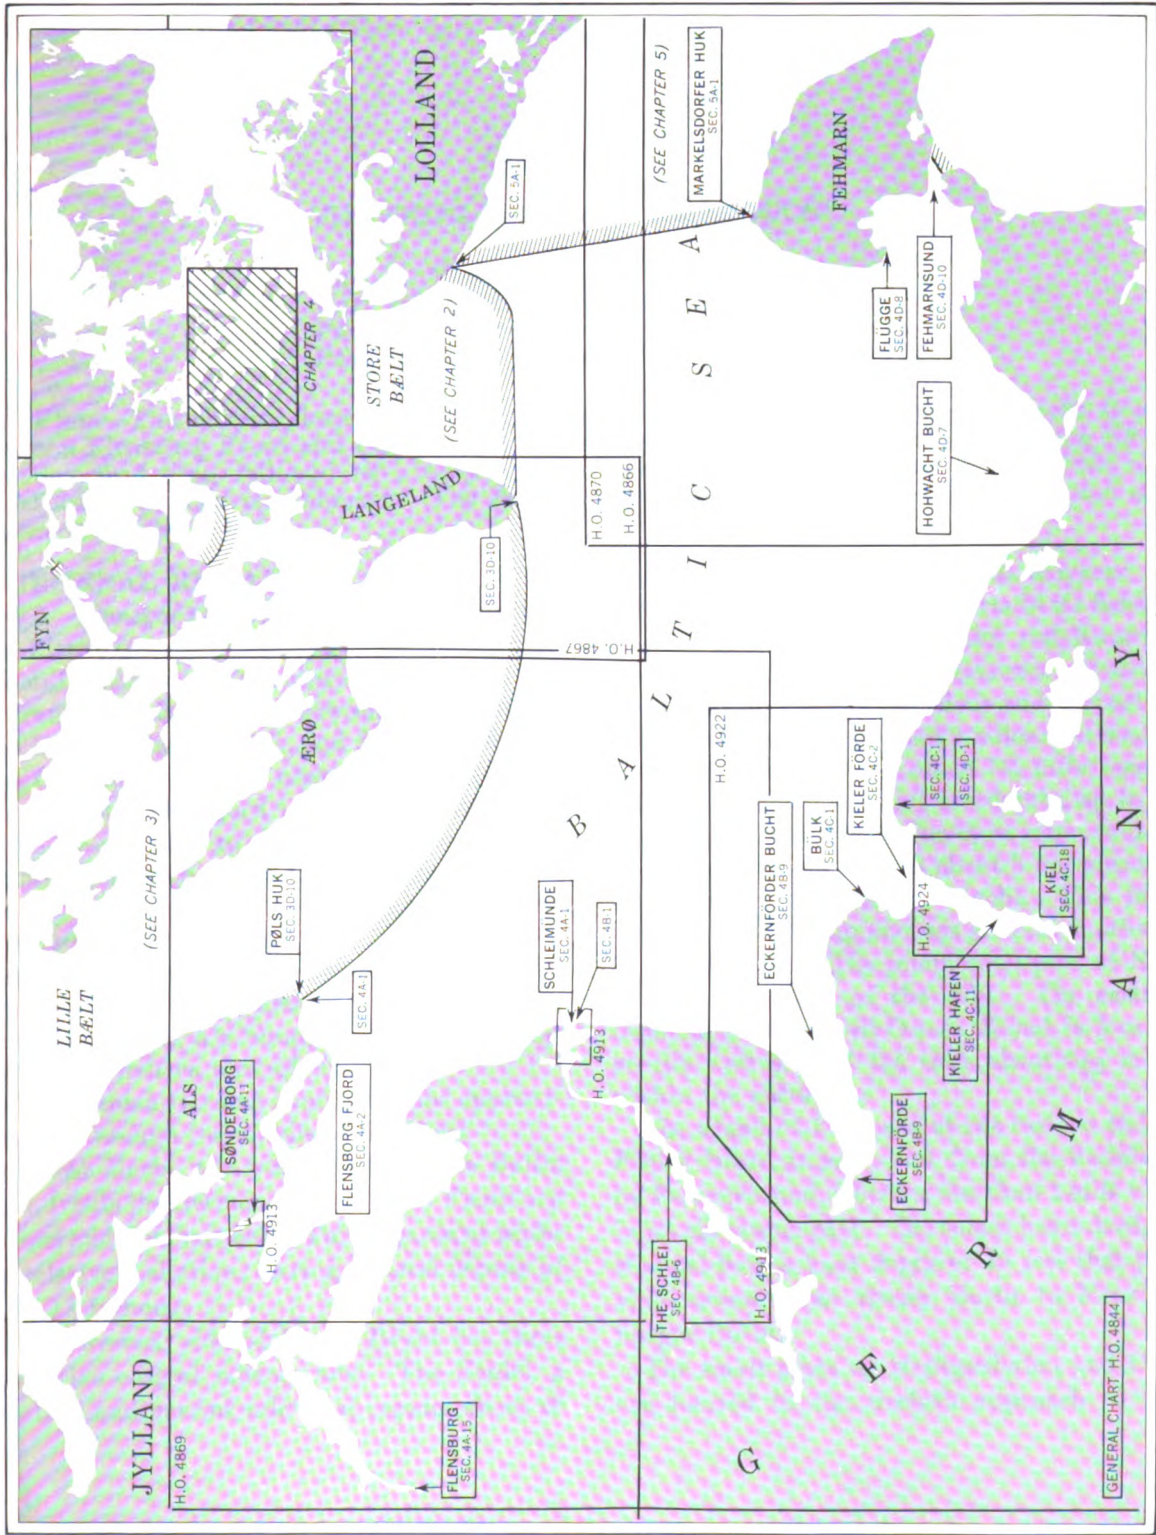 JYLLAND
H.O. 4869
LILLE
BÆLT
(SEE CHAPTER 3)
FYN
ALS
SØNDERBORG
SEC. 4A-11
H.O. 4913
PØLS HUK
SEC. 3D-10
SEC. 4A-1
ÆRØ
LANGELAND
CHAPTER 4
STORE
BÆLT
(SEE CHAPTER 2)
LOLLAND
SEC. 5A-1
FLENSBORG FJORD
SEC. 4A-2
FLENSBURG
SEC. 4A-15
SEC. 3D-10
H.O. 4870
H.O. 4866
H.O. 4867
(SEE CHAPTER 5)
MARKELSDORFER HUK
SEC. 5A-1
SCHLEIMÜNDE
SEC. 4A-1
SEC. 4B-1
H.O. 4913
BALTIC SEA
THE SCHLEI
SEC. 4B-6
H.O. 4913
H.O. 4922
ECKERNFÖRDER BUCHT
SEC. 4B-9
BÜLK
SEC. 4C-1
KIELER FÖRDE
SEC. 4C-2
FEHMARN
FLÜGGE
SEC. 4D-8
FEHMARNSUND
SEC. 4D-10
HOHWACHT BUCHT
SEC. 4D-7
SEC. 4C-1
SEC. 4D-1
ECKERNFÖRDE
SEC. 4B-9
H.O. 4924
KIELER HAFEN
SEC. 4C-11
KIEL
SEC. 4C-18
GERMANY
GENERAL CHART H.O. 4844